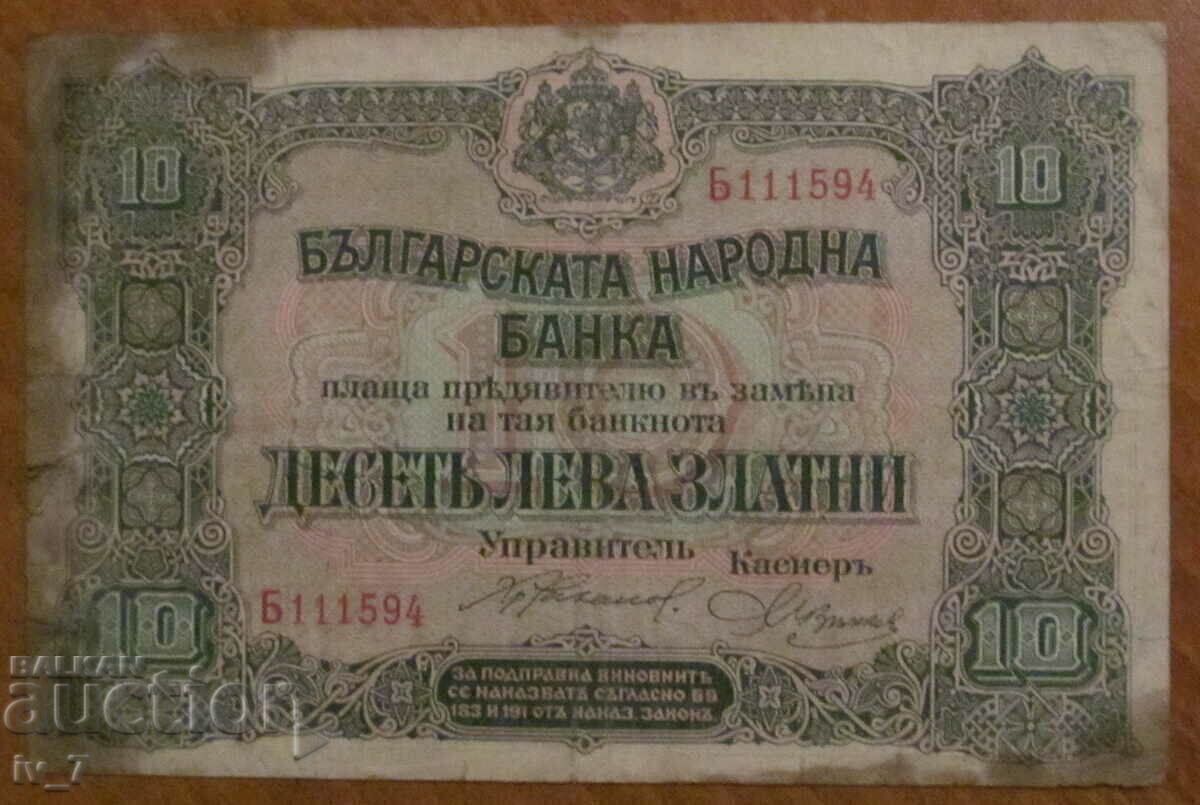 10
10
Б111594
БЪЛГАРСКАТА НАРОДНА
БАНКА
плаща прѣдявителю въ замѣна
на тая банкнота
ДЕСЕТЬ ЛЕВА ЗЛАТНИ
Управитель Касиеръ
Б111594
10
10
ЗА ПОДПРАВКА ВИНОВНИТѢ
СЕ НАКАЗВАТЪ СЪГЛАСНО §§
183 И 191 ОТЪ НАКАЗ. ЗАКОНЪ
BALKAN
auction
iv_7